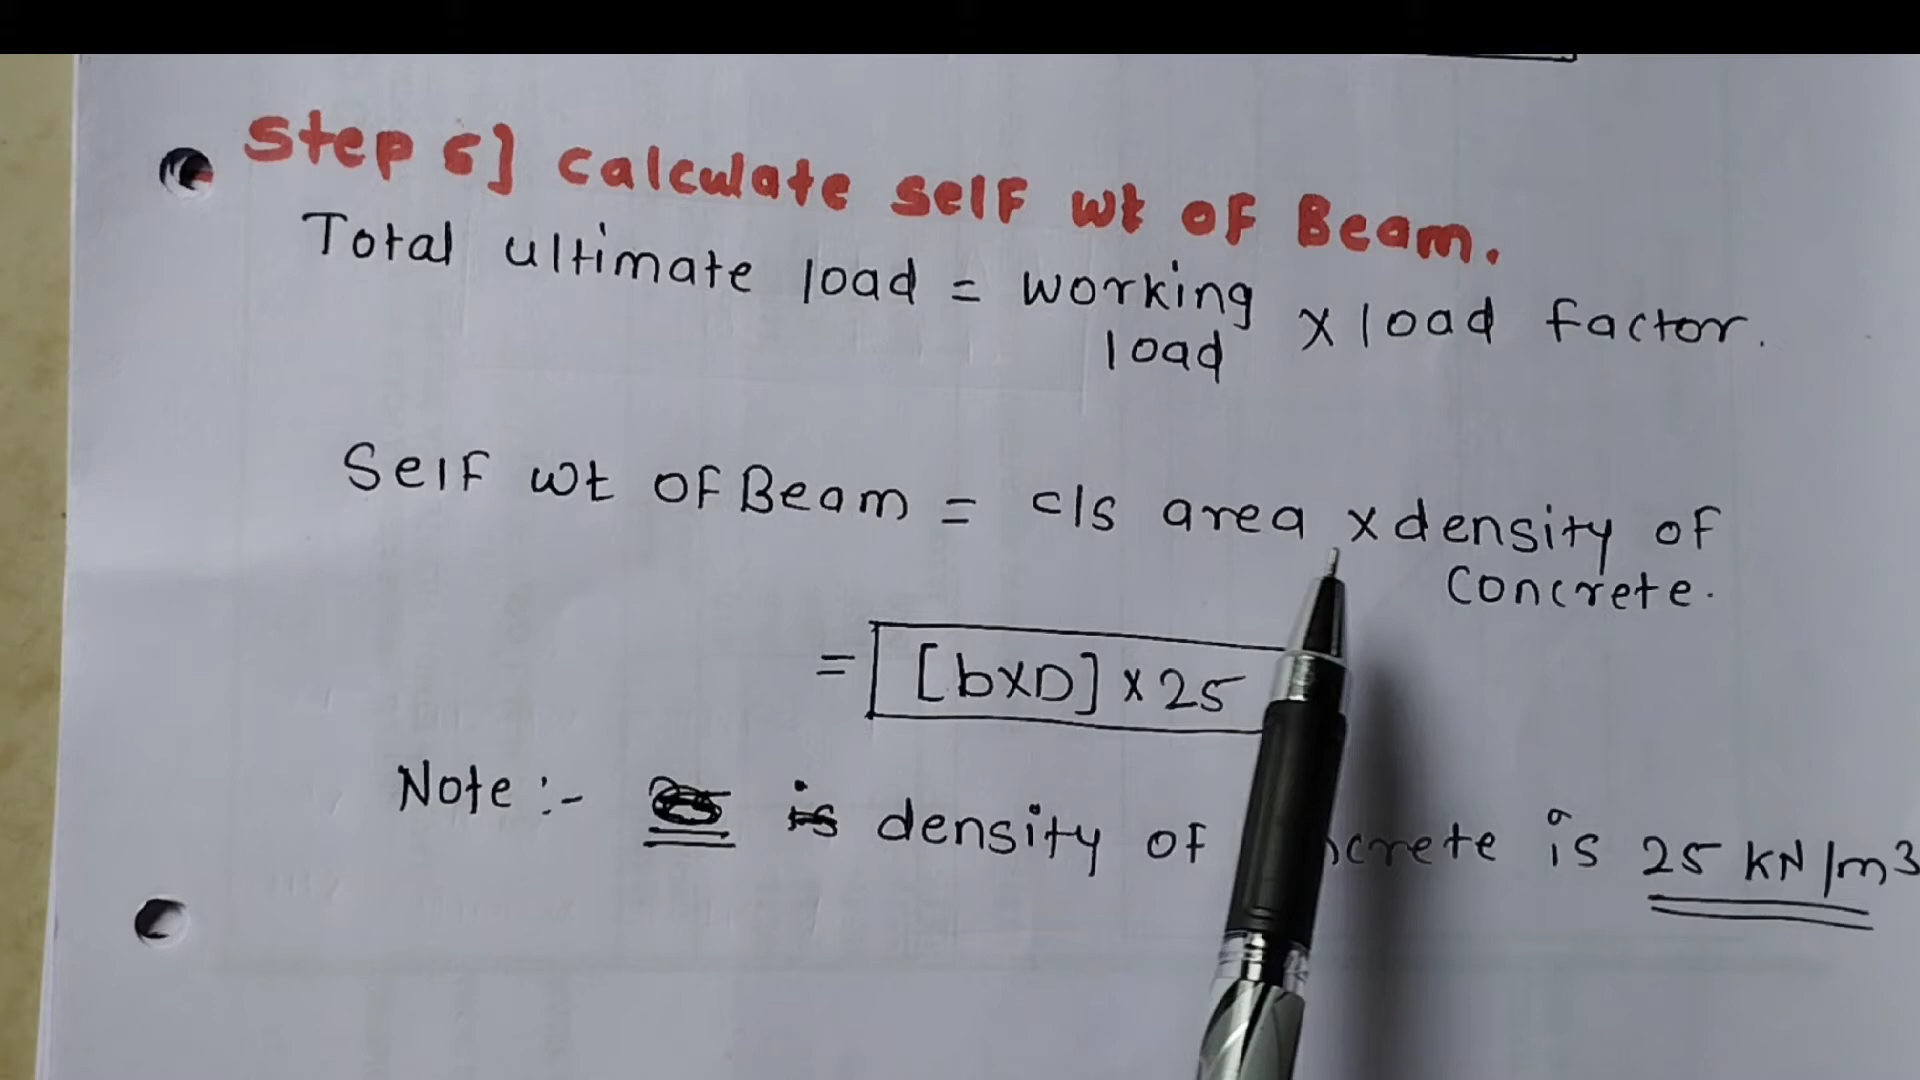 Step 6] Calculate self wt of Beam.
Total ultimate load = working x load factor.
load
Self wt of Beam = c/s area x density of
Concrete.
= [bxD] x 25
Note :- is density of is 25 KN/m3